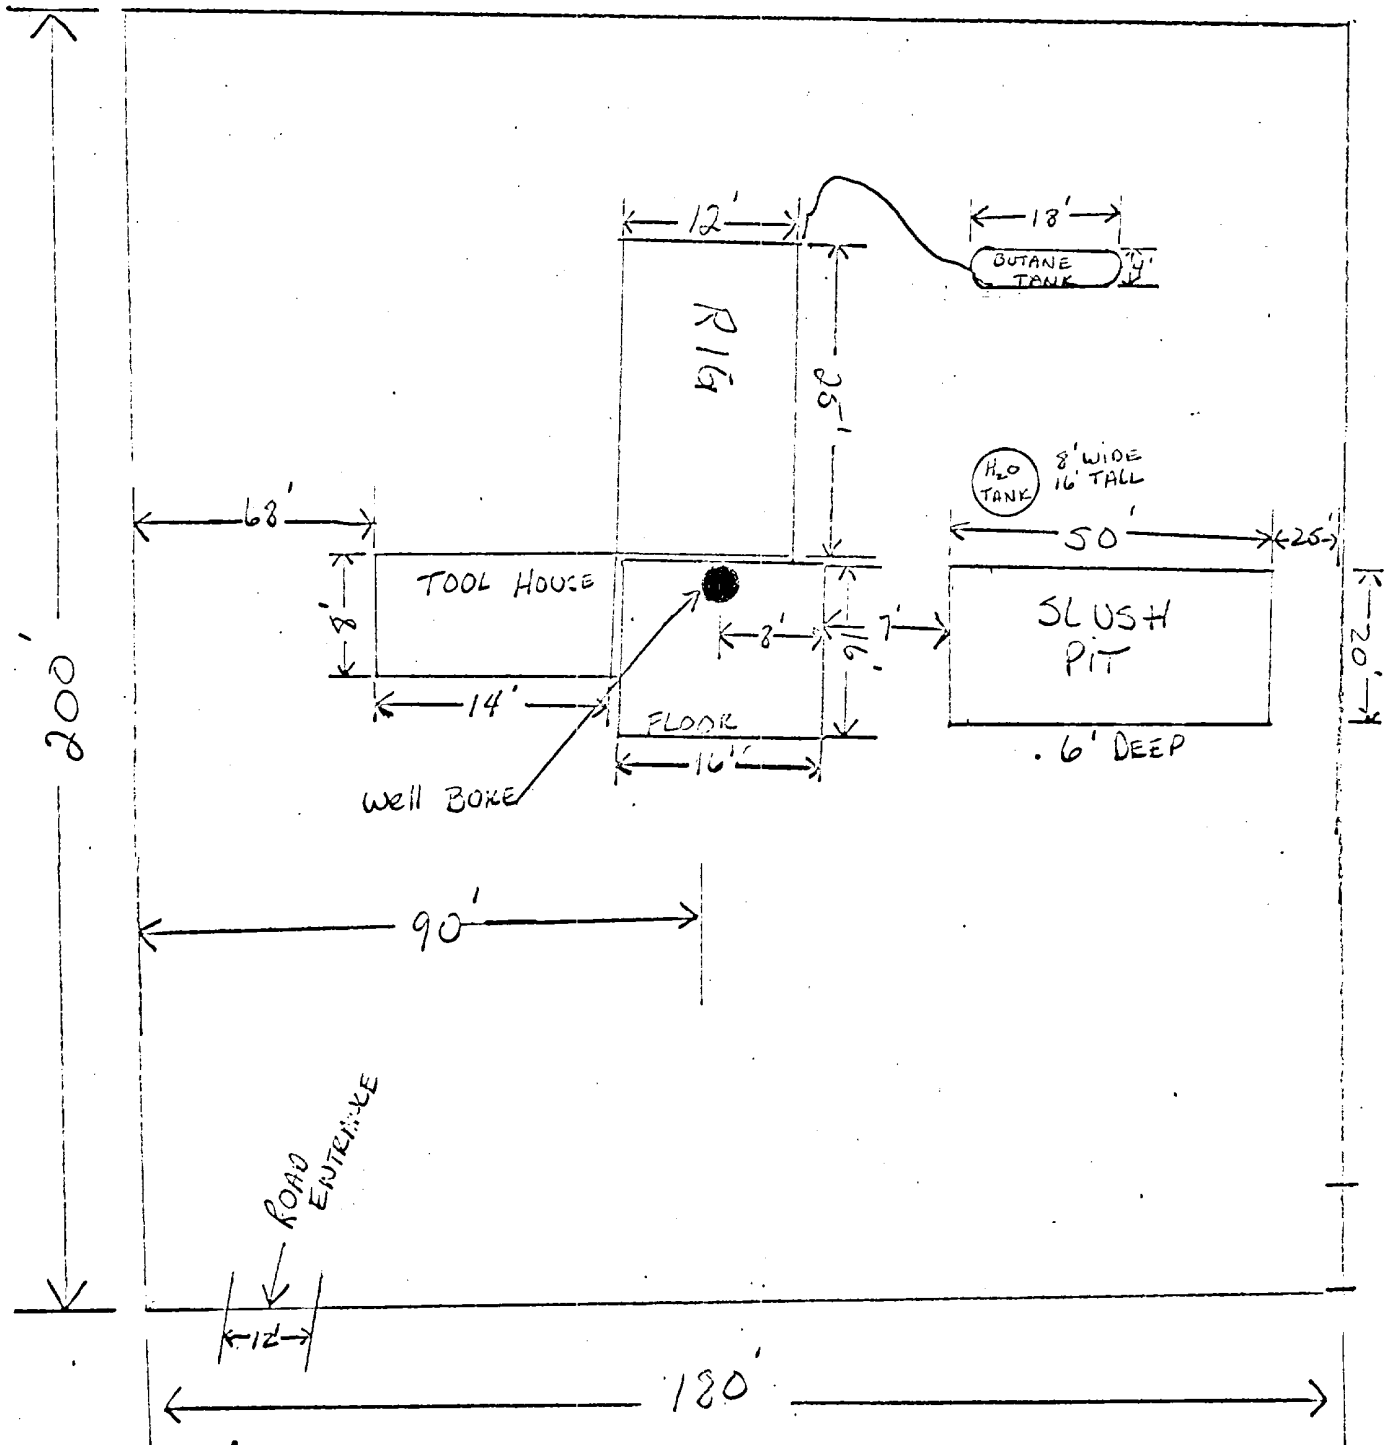 12'
18'
BUTANE
TANK
4'
RIG
25'
H₂O
TANK
8' WIDE
16' TALL
68'
50'
25'
TOOL HOUSE
8'
8'
16'
7'
SLUSH
PIT
20'
14'
FLOOR
16'
6' DEEP
Well BORE
200'
90'
ROAD
ENTRANCE
12'
180'